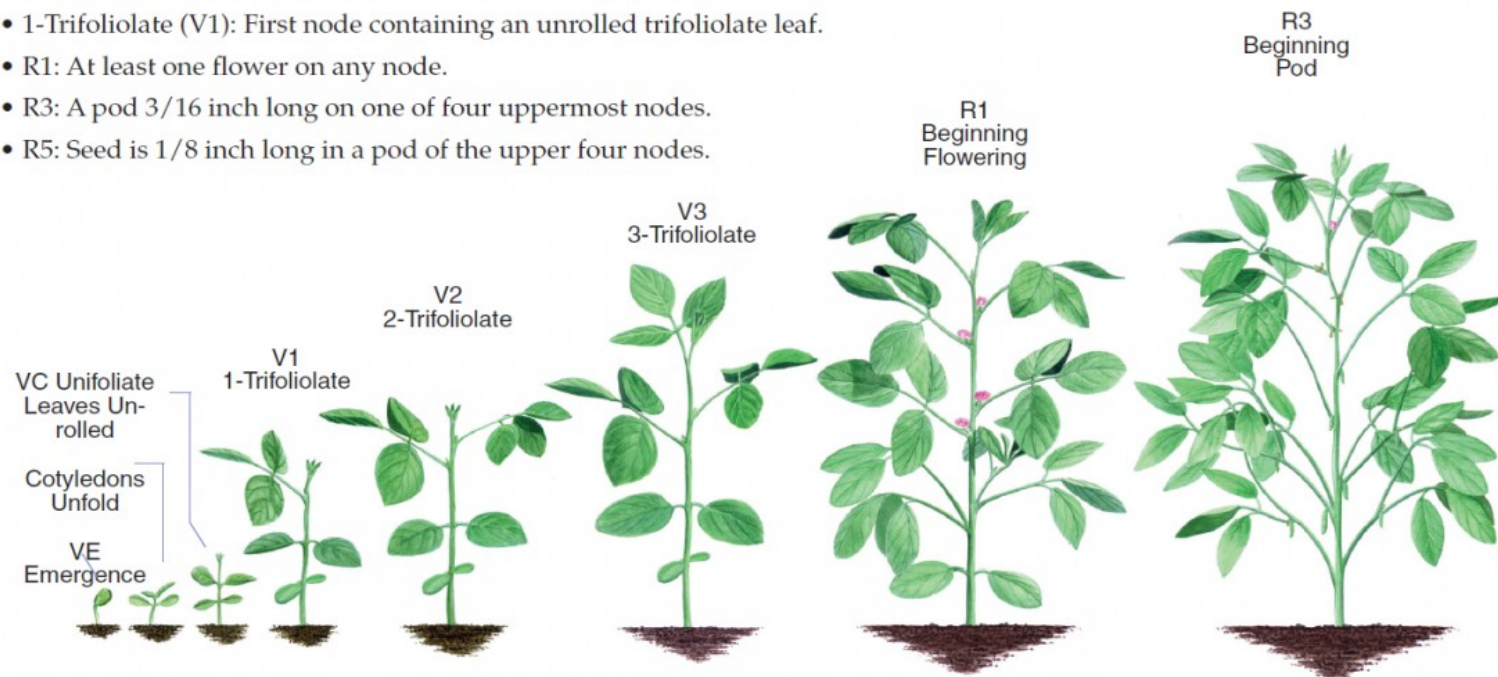 • 1-Trifoliolate (V1): First node containing an unrolled trifoliolate leaf.
• R1: At least one flower on any node.
• R3: A pod 3/16 inch long on one of four uppermost nodes.
• R5: Seed is 1/8 inch long in a pod of the upper four nodes.
VE
Emergence
Cotyledons
Unfold
VC Unifoliate
Leaves Un-
rolled
V1
1-Trifoliolate
V2
2-Trifoliolate
V3
3-Trifoliolate
R1
Beginning
Flowering
R3
Beginning
Pod